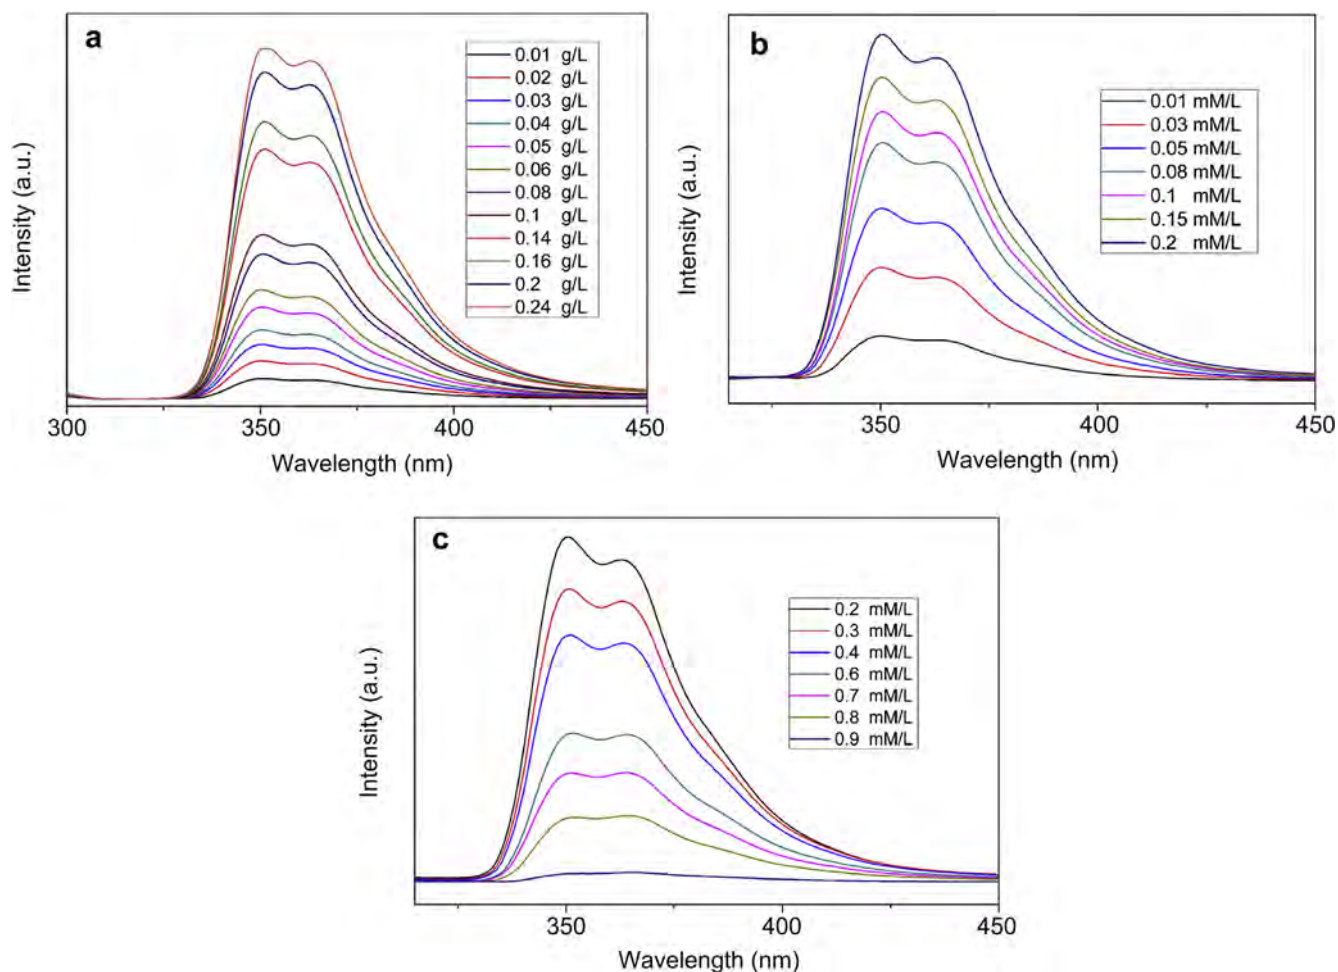 a
0.01 g/L
0.02 g/L
0.03 g/L
0.04 g/L
0.05 g/L
0.06 g/L
0.08 g/L
0.1 g/L
0.14 g/L
0.16 g/L
0.2 g/L
0.24 g/L
Intensity (a.u.)
300
350
400
450
Wavelength (nm)
b
0.01 mM/L
0.03 mM/L
0.05 mM/L
0.08 mM/L
0.1 mM/L
0.15 mM/L
0.2 mM/L
Intensity (a.u.)
350
400
450
Wavelength (nm)
c
0.2 mM/L
0.3 mM/L
0.4 mM/L
0.6 mM/L
0.7 mM/L
0.8 mM/L
0.9 mM/L
Intensity (a.u.)
350
400
450
Wavelength (nm)